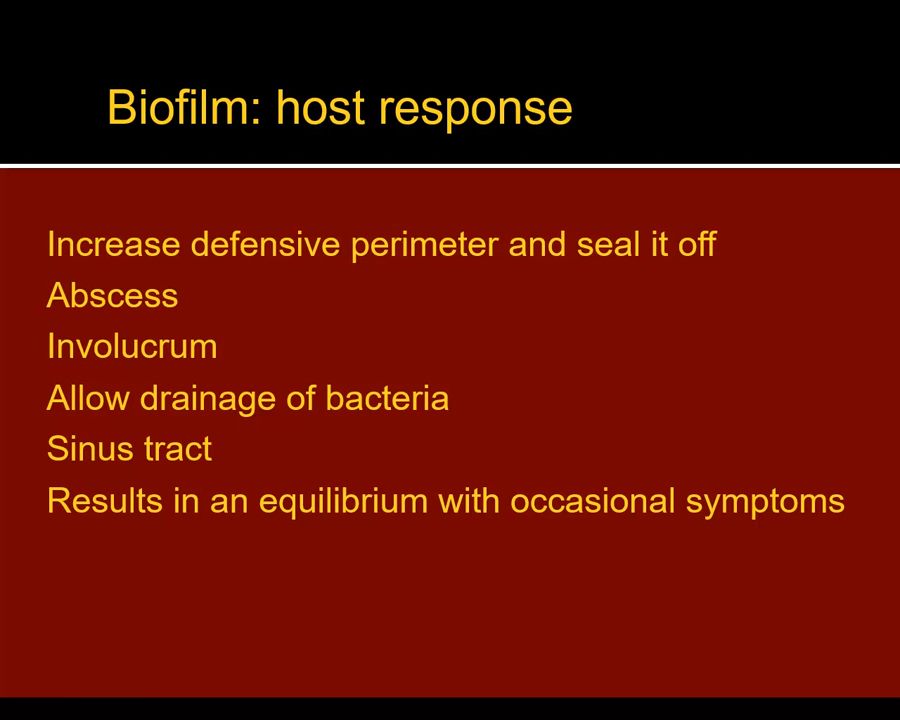 Biofilm: host response
Increase defensive perimeter and seal it off
Abscess
Involucrum
Allow drainage of bacteria
Sinus tract
Results in an equilibrium with occasional symptoms